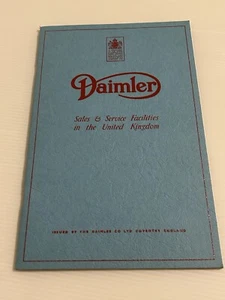 Daimler
Sales & Service Facilities
in the United Kingdom
ISSUED BY THE DAIMLER CO LTD COVENTRY ENGLAND